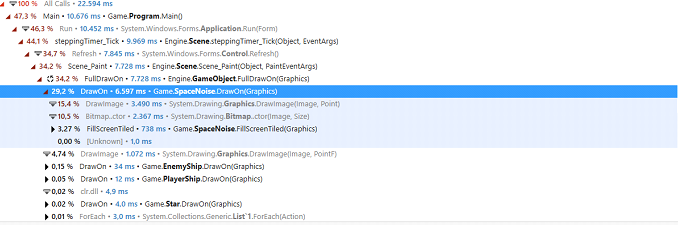 100 % All Calls • 22.594 ms
47,3 % Main • 10.676 ms • Game.Program.Main()
46,3 % Run • 10.452 ms • System.Windows.Forms.Application.Run(Form)
44,1 % steppingTimer_Tick • 9.969 ms • Engine.Scene.steppingTimer_Tick(Object, EventArgs)
34,7 % Refresh • 7.845 ms • System.Windows.Forms.Control.Refresh()
34,2 % Scene_Paint • 7.728 ms • Engine.Scene.Scene_Paint(Object, PaintEventArgs)
34,2 % FullDrawOn • 7.728 ms • Engine.GameObject.FullDrawOn(Graphics)
29,2 % DrawOn • 6.597 ms • Game.SpaceNoise.DrawOn(Graphics)
15,4 % DrawImage • 3.490 ms • System.Drawing.Graphics.DrawImage(Image, Point)
10,5 % Bitmap..ctor • 2.367 ms • System.Drawing.Bitmap..ctor(Image, Size)
3,27 % FillScreenTiled • 738 ms • Game.SpaceNoise.FillScreenTiled(Graphics)
0,00 % [Unknown] • 1,0 ms
4,74 % DrawImage • 1.072 ms • System.Drawing.Graphics.DrawImage(Image, PointF)
0,15 % DrawOn • 34 ms • Game.EnemyShip.DrawOn(Graphics)
0,05 % DrawOn • 12 ms • Game.PlayerShip.DrawOn(Graphics)
0,02 % clr.dll • 4,9 ms
0,02 % DrawOn • 4,0 ms • Game.Star.DrawOn(Graphics)
0,01 % ForEach • 3,0 ms • System.Collections.Generic.List`1.ForEach(Action)